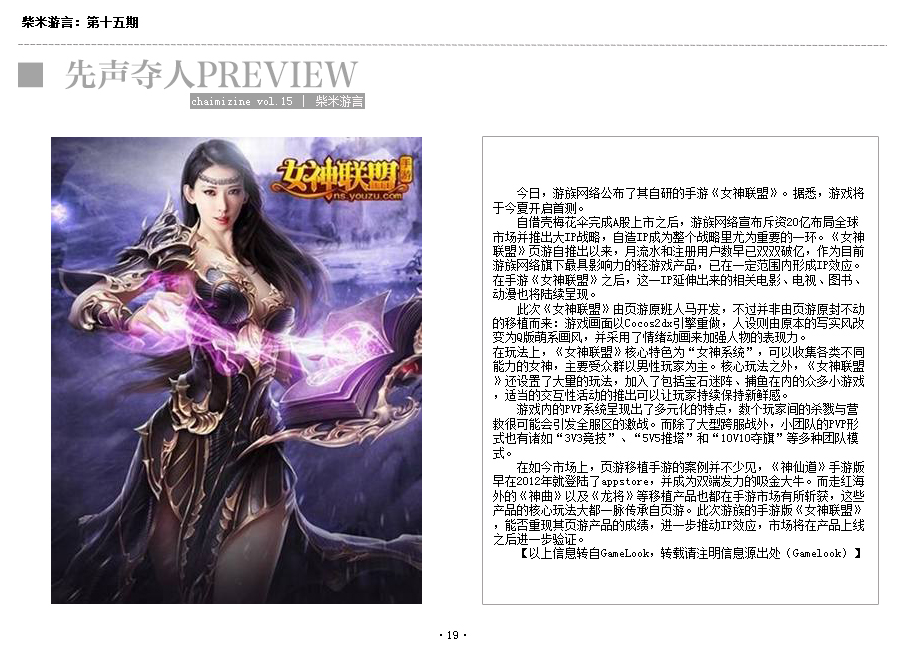 柴米游言：第十五期
先声夺人PREVIEW
chaimizine vol.15 | 柴米游言
女神联盟
手游
ns.youzu.com
今日，游族网络公布了其自研的手游《女神联盟》。据悉，游戏将
于今夏开启首测。
自借壳梅花伞完成A股上市之后，游族网络宣布斥资20亿布局全球
市场并推出大IP战略，自造IP成为整个战略里尤为重要的一环。《女神
联盟》页游自推出以来，月流水和注册用户数早已双双破亿，作为目前
游族网络旗下最具影响力的轻游戏产品，已在一定范围内形成IP效应。
在手游《女神联盟》之后，这一IP延伸出来的相关电影、电视、图书、
动漫也将陆续呈现。
此次《女神联盟》由页游原班人马开发，不过并非由页游原封不动
的移植而来：游戏画面以Cocos2dx引擎重做，人设则由原本的写实风改
变为Q版萌系画风，并采用了情绪动画来加强人物的表现力。
在玩法上，《女神联盟》核心特色为“女神系统”，可以收集各类不同
能力的女神，主要受众群以男性玩家为主。核心玩法之外，《女神联盟
》还设置了大量的玩法，加入了包括宝石迷阵、捕鱼在内的众多小游戏
，适当的交互性活动的推出可以让玩家持续保持新鲜感。
游戏内的PVP系统呈现出了多元化的特点，数个玩家间的杀戮与营
救很可能会引发全服区的激战。而除了大型跨服战外，小团队的PVP形
式也有诸如“3V3竞技”、“5V5推塔”和“10V10夺旗”等多种团队模
式。
在如今市场上，页游移植手游的案例并不少见，《神仙道》手游版
早在2012年就登陆了appstore，并成为双端发力的吸金大牛。而走红海
外的《神曲》以及《龙将》等移植产品也都在手游市场有所斩获，这些
产品的核心玩法大都一脉传承自页游。此次游族的手游版《女神联盟》
，能否重现其页游产品的成绩，进一步推动IP效应，市场将在产品上线
之后进一步验证。
【以上信息转自GameLook，转载请注明信息源出处（Gamelook）】
·19·